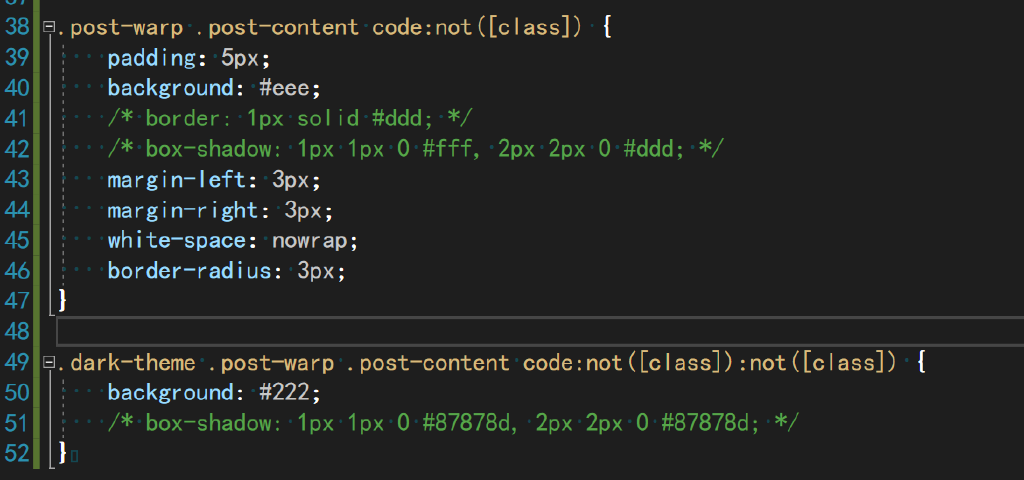 38 .post-warp .post-content code:not([class]) {
39 padding: 5px;
40 background: #eee;
41 /* border: 1px solid #ddd; */
42 /* box-shadow: 1px 1px 0 #fff, 2px 2px 0 #ddd; */
43 margin-left: 3px;
44 margin-right: 3px;
45 white-space: nowrap;
46 border-radius: 3px;
47 }
48
49 .dark-theme .post-warp .post-content code:not([class]):not([class]) {
50 background: #222;
51 /* box-shadow: 1px 1px 0 #87878d, 2px 2px 0 #87878d; */
52 }